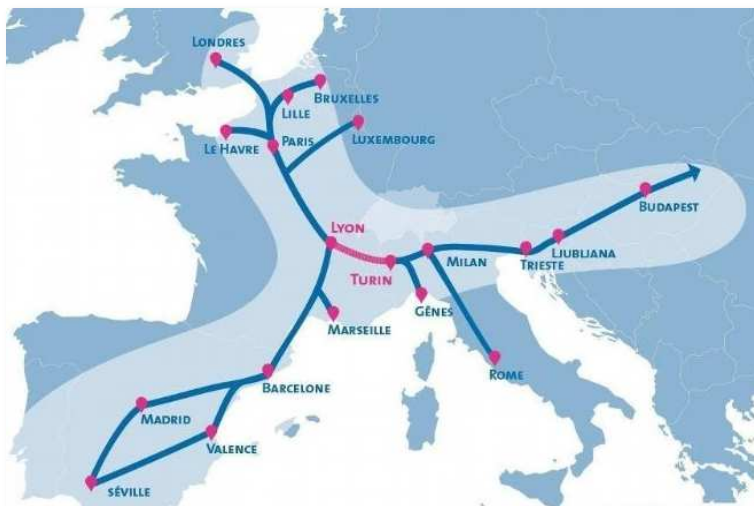 LONDRES
BRUXELLES
LILLE
LE HAVRE
PARIS
LUXEMBOURG
BUDAPEST
LYON
TURIN
MILAN
TRIESTE
LJUBLJANA
GÊNES
MARSEILLE
ROME
BARCELONE
MADRID
VALENCE
SÉVILLE